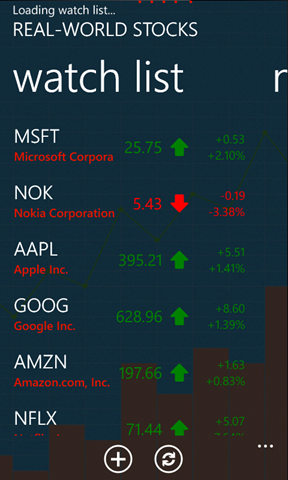 Loading watch list...
REAL-WORLD STOCKS
watch list r
MSFT 25.75 +0.53
Microsoft Corpora +2.10%
NOK 5.43 -0.19
Nokia Corporation -3.38%
AAPL 395.21 +5.51
Apple Inc. +1.41%
GOOG 628.96 +8.60
Google Inc. +1.39%
AMZN 197.66 +1.63
Amazon.com, Inc. +0.83%
NFLX 71.44 +5.07